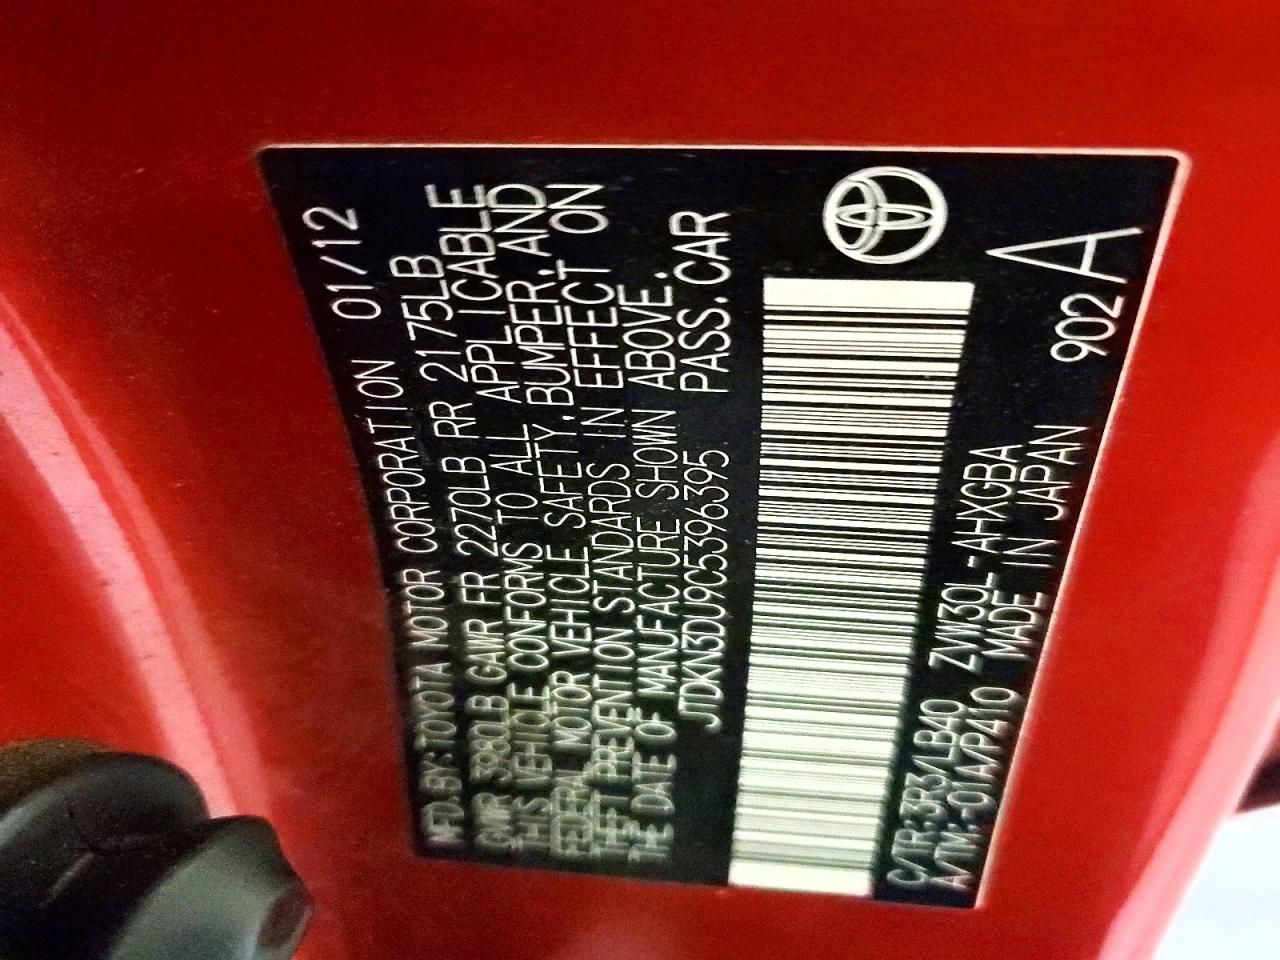 MFD. BY: TOYOTA MOTOR CORPORATION 01/12
GVWR 3980LB GAWR FR 2270LB RR 2175LB
THIS VEHICLE CONFORMS TO ALL APPLICABLE
FEDERAL MOTOR VEHICLE SAFETY, BUMPER, AND
THEFT PREVENTION STANDARDS IN EFFECT ON
THE DATE OF MANUFACTURE SHOWN ABOVE.
JTDKN3DU9C5396395 PASS. CAR
C/TR: 3R3/LB40 ZW30L-AHXGBA
A/TM: -01A/P410 MADE IN JAPAN 902 A